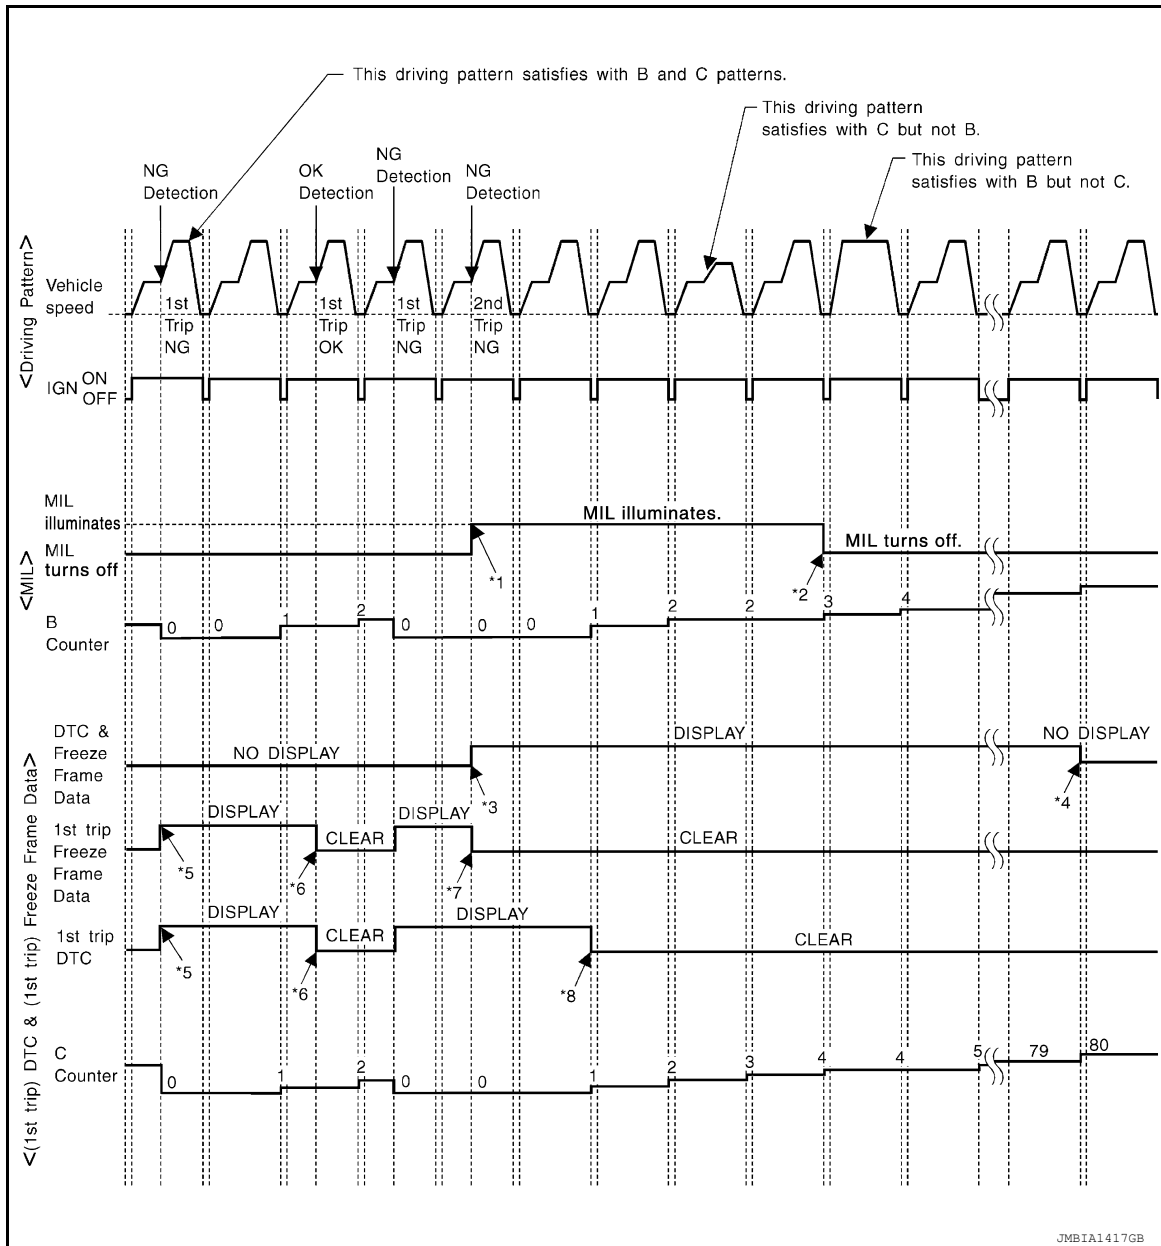 This driving pattern satisfies with B and C patterns.
This driving pattern
satisfies with C but not B.
This driving pattern
satisfies with B but not C.
NG
Detection
OK
Detection
NG
Detection
NG
Detection
<Driving Pattern>
Vehicle
speed
1st
Trip
NG
1st
Trip
OK
1st
Trip
NG
2nd
Trip
NG
IGN ON
OFF
<MIL>
MIL
illuminates
MIL illuminates.
MIL
turns off
MIL turns off.
*1
*2
B
Counter
0 0 1 2 0 0 0 1 2 2 3 4
<(1st trip) DTC & (1st trip) Freeze Frame Data>
DTC &
Freeze
Frame
Data
NO DISPLAY
DISPLAY
NO DISPLAY
*3
*4
1st trip
Freeze
Frame
Data
DISPLAY
CLEAR
DISPLAY
CLEAR
*5
*6
*7
1st trip
DTC
DISPLAY
CLEAR
DISPLAY
CLEAR
*5
*6
*8
C
Counter
0 1 2 0 0 1 2 3 4 4 5 79 80
JMBIA1417GB